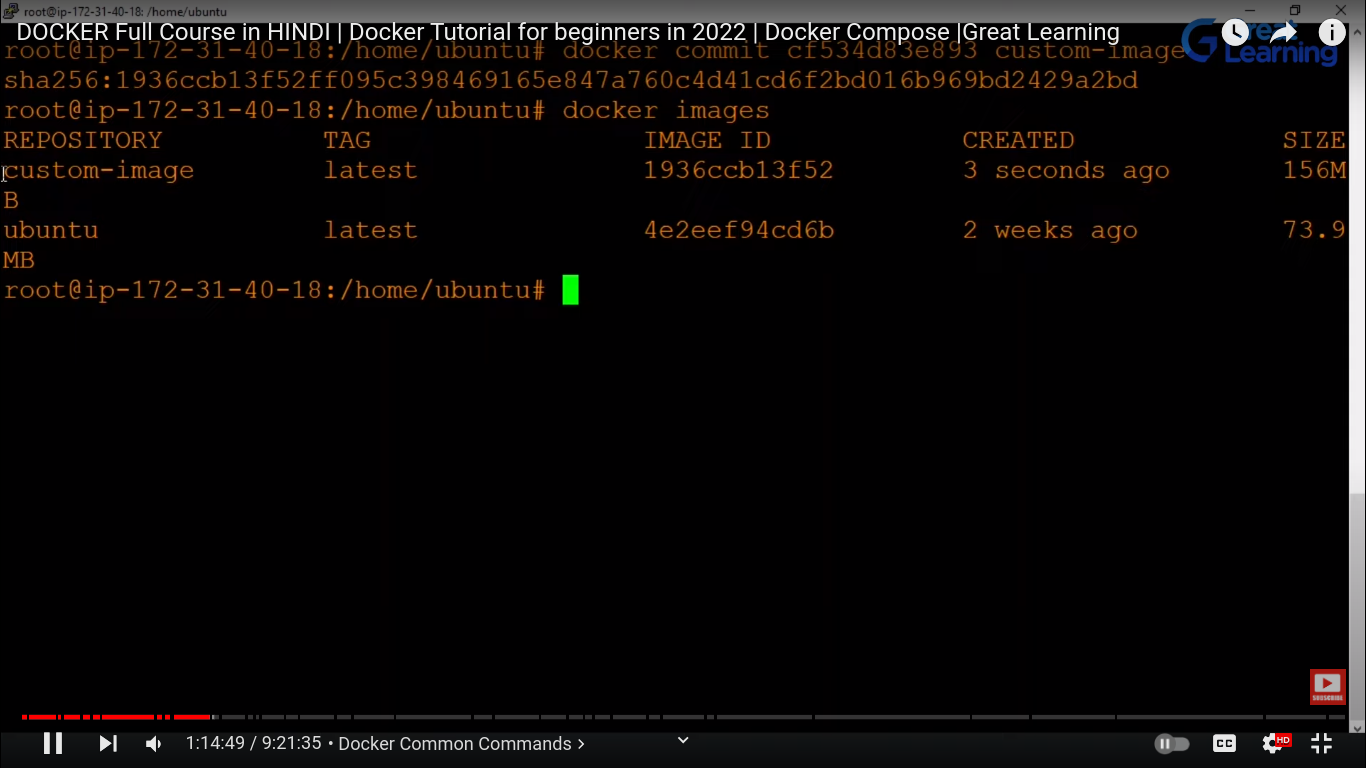 root@ip-172-31-40-18: /home/ubuntu
DOCKER Full Course in HINDI | Docker Tutorial for beginners in 2022 | Docker Compose |Great Learning
root@ip-172-31-40-18:/home/ubuntu# docker commit cf534d83e893 custom-image
Great Learning
sha256:1936ccb13f52ff095c398469165e847a760c4d41cd6f2bd016b969bd2429a2bd
root@ip-172-31-40-18:/home/ubuntu# docker images
REPOSITORY TAG IMAGE ID CREATED SIZE
custom-image latest 1936ccb13f52 3 seconds ago 156M
B
ubuntu latest 4e2eef94cd6b 2 weeks ago 73.9
MB
root@ip-172-31-40-18:/home/ubuntu#
SUBSCRIBE
1:14:49 / 9:21:35 • Docker Common Commands ›
CC
HD